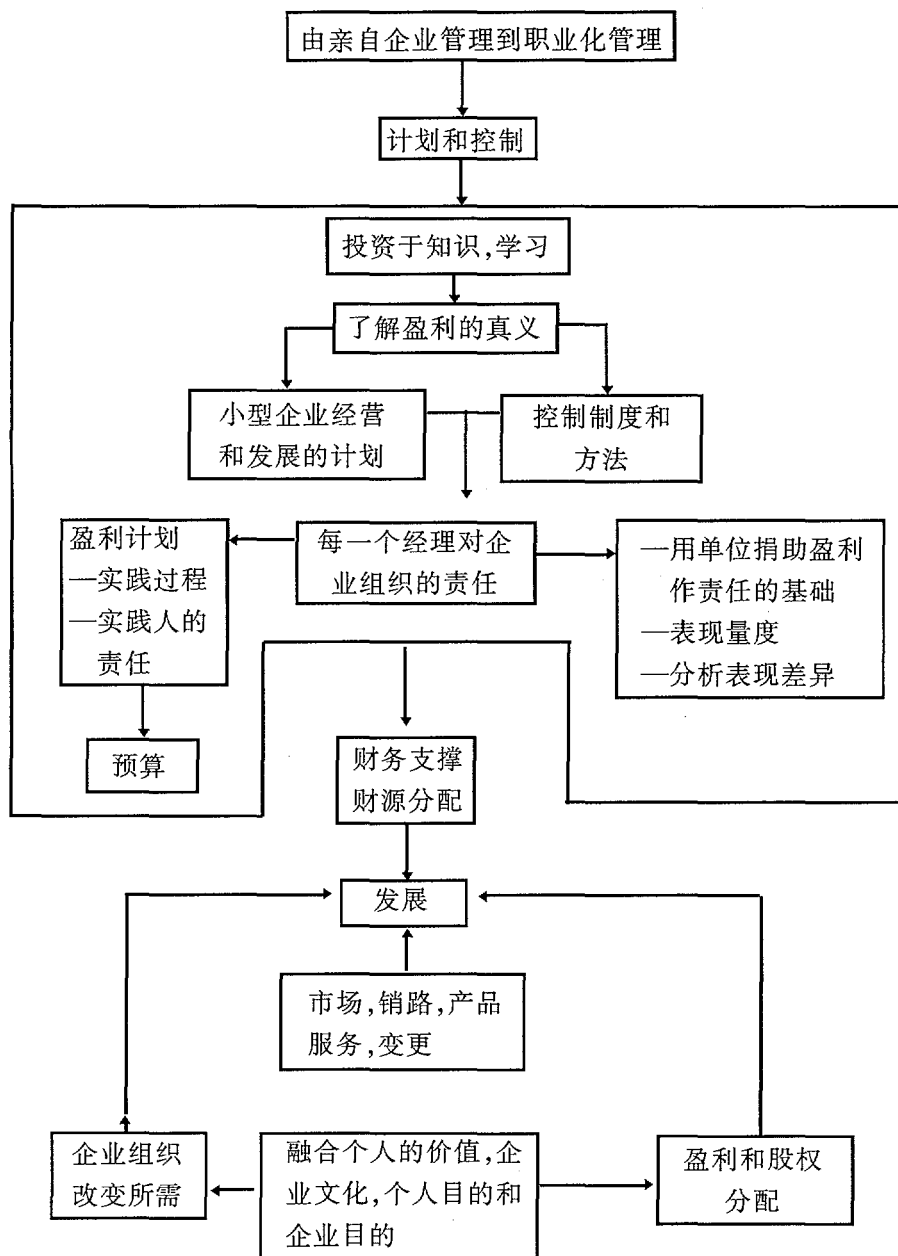 由亲自企业管理到职业化管理
计划和控制
投资于知识,学习
了解盈利的真义
小型企业经营
和发展的计划
控制制度和
方法
盈利计划
—实践过程
—实践人的
责任
每一个经理对企
业组织的责任
—用单位捐助盈利
作责任的基础
—表现量度
—分析表现差异
预算
财务支撑
财源分配
发展
市场,销路,产品
服务,变更
企业组织
改变所需
融合个人的价值,企
业文化,个人目的和
企业目的
盈利和股权
分配